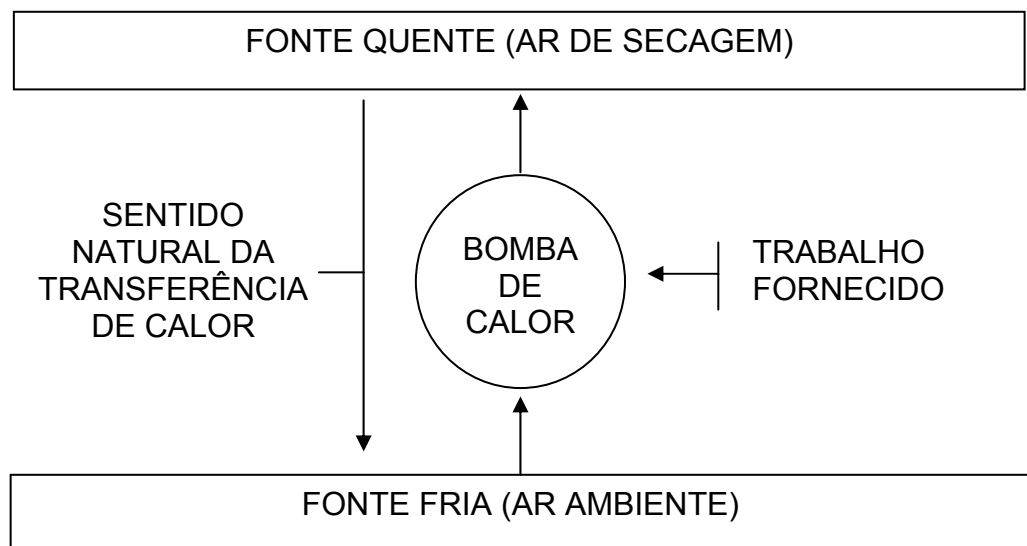 FONTE QUENTE (AR DE SECAGEM)
SENTIDO
NATURAL DA
TRANSFERÊNCIA
DE CALOR
BOMBA
DE
CALOR
TRABALHO
FORNECIDO
FONTE FRIA (AR AMBIENTE)